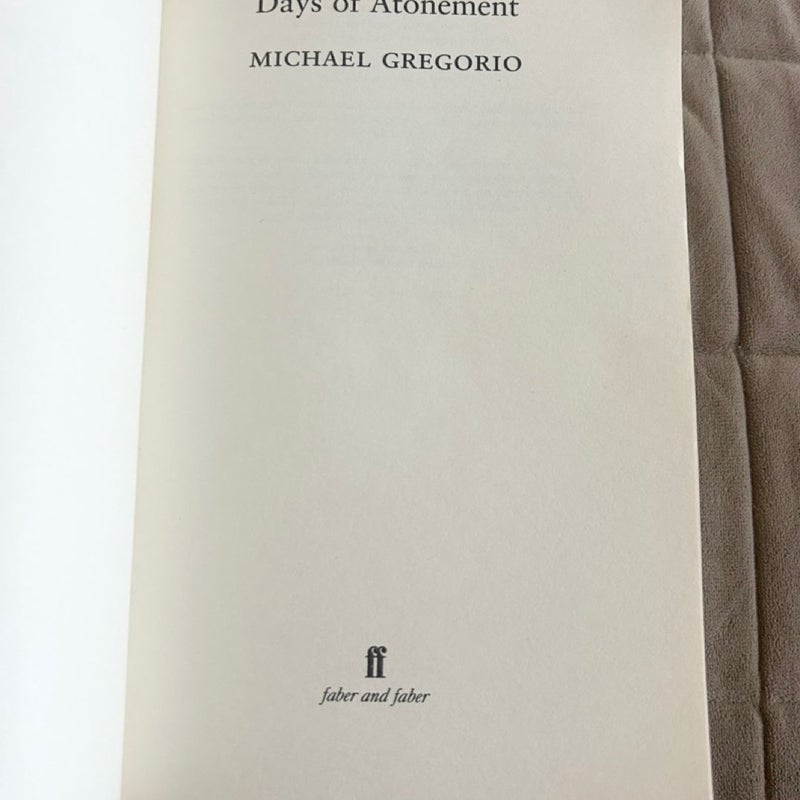 Days of Atonement
MICHAEL GREGORIO
ff
faber and faber